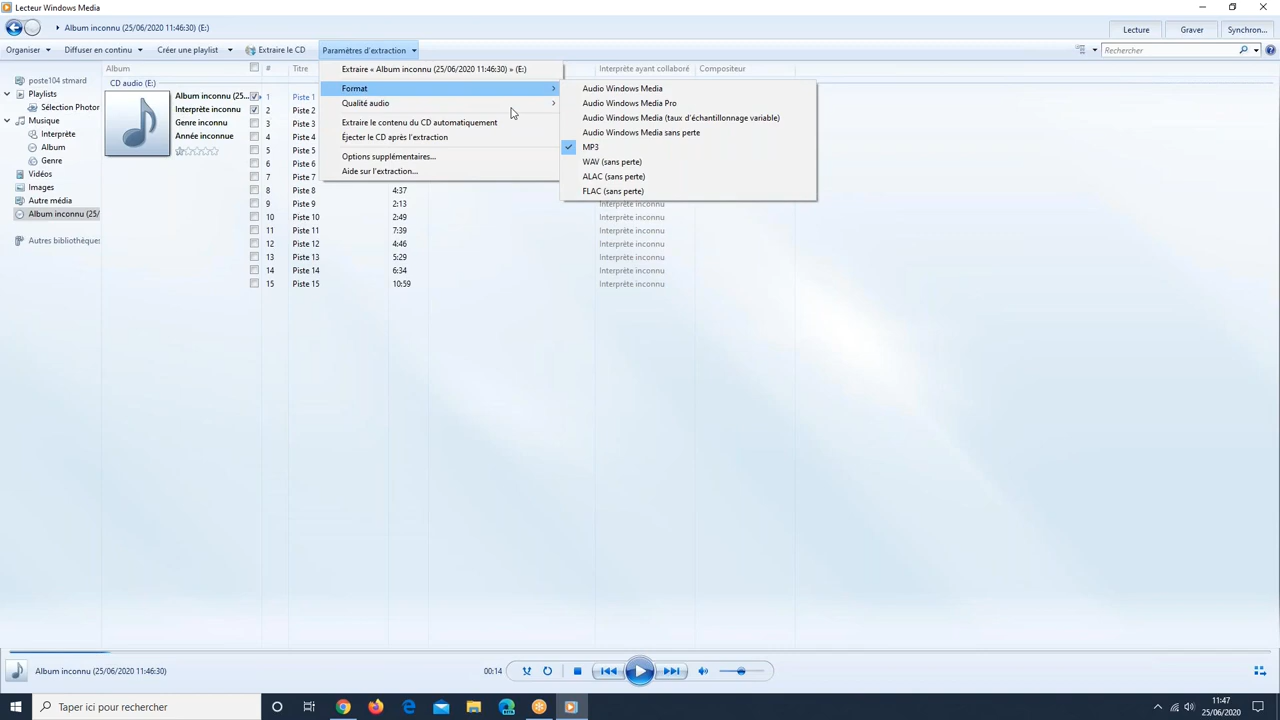 Lecteur Windows Media
Album inconnu (25/06/2020 11:46:30) (E:)
Lecture Graver Synchron...
Organiser Diffuser en continu Créer une playlist Extraire le CD Paramètres d'extraction Rechercher
Album # Titre Interprète ayant collaboré Compositeur
Extraire « Album inconnu (25/06/2020 11:46:30) » (E:)
Format
Qualité audio
Extraire le contenu du CD automatiquement
Éjecter le CD après l'extraction
Options supplémentaires...
Aide sur l'extraction...
Audio Windows Media
Audio Windows Media Pro
Audio Windows Media (taux d'échantillonnage variable)
Audio Windows Media sans perte
MP3
WAV (sans perte)
ALAC (sans perte)
FLAC (sans perte)
poste104 stmard
Playlists
Sélection Photor
Musique
Interprète
Album
Genre
Vidéos
Images
Autre média
Album inconnu (25/
Autres bibliothèques
CD audio (E:)
Album inconnu (25...
Interprète inconnu
Genre inconnu
Année inconnue
1 Piste 1
2 Piste 2
3 Piste 3
4 Piste 4
5 Piste 5
6 Piste 6
7 Piste 7
8 Piste 8 4:37
9 Piste 9 2:13 Interprète inconnu
10 Piste 10 2:49 Interprète inconnu
11 Piste 11 7:39 Interprète inconnu
12 Piste 12 4:46 Interprète inconnu
13 Piste 13 5:29 Interprète inconnu
14 Piste 14 6:34 Interprète inconnu
15 Piste 15 10:59 Interprète inconnu
Album inconnu (25/06/2020 11:46:30) 00:14
Taper ici pour rechercher
11:47
25/06/2020